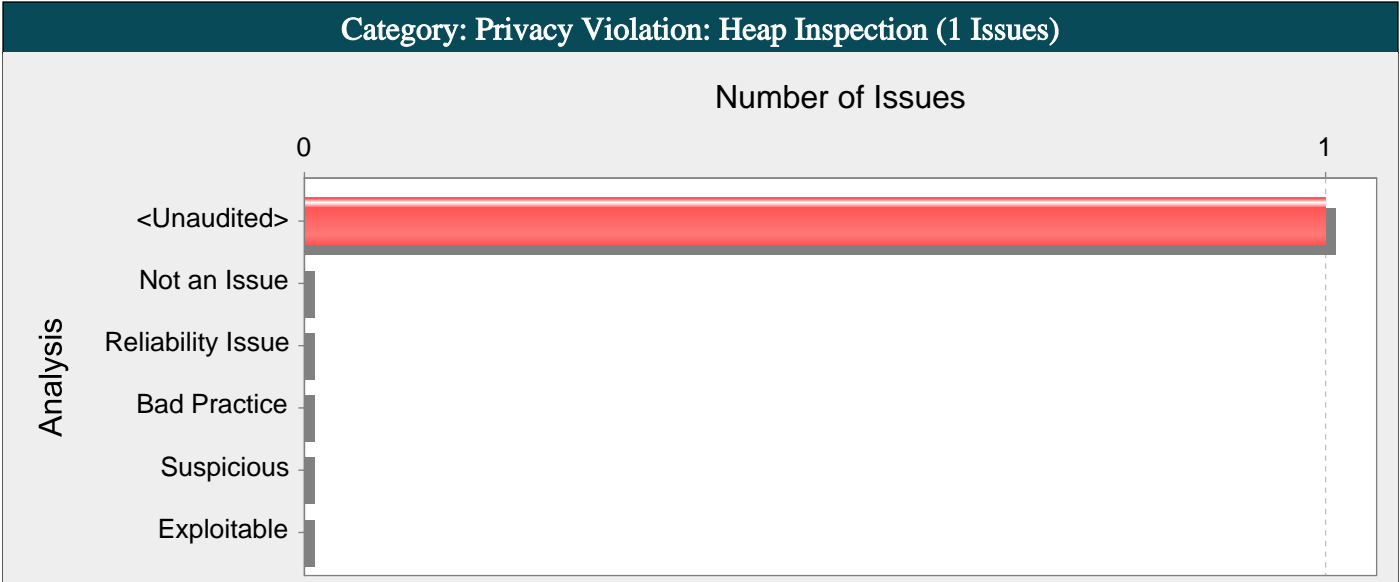 Category: Privacy Violation: Heap Inspection (1 Issues)
Number of Issues
0 1
<Unaudited>
Not an Issue
Reliability Issue
Bad Practice
Suspicious
Exploitable
Analysis